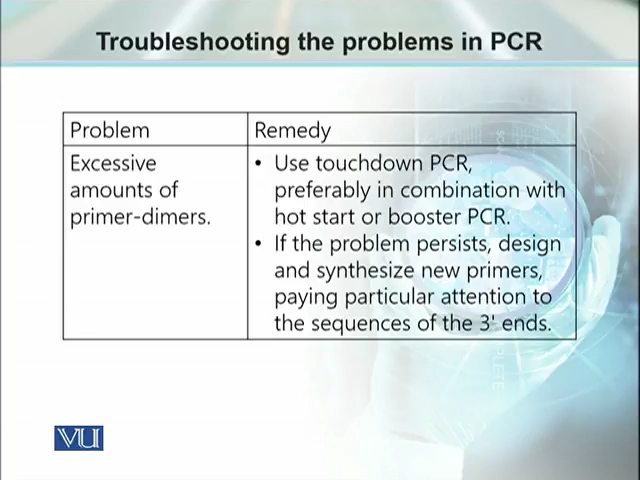 Troubleshooting the problems in PCR
Problem
Remedy
Excessive
amounts of
primer-dimers.
• Use touchdown PCR,
preferably in combination with
hot start or booster PCR.
• If the problem persists, design
and synthesize new primers,
paying particular attention to
the sequences of the 3' ends.
VU